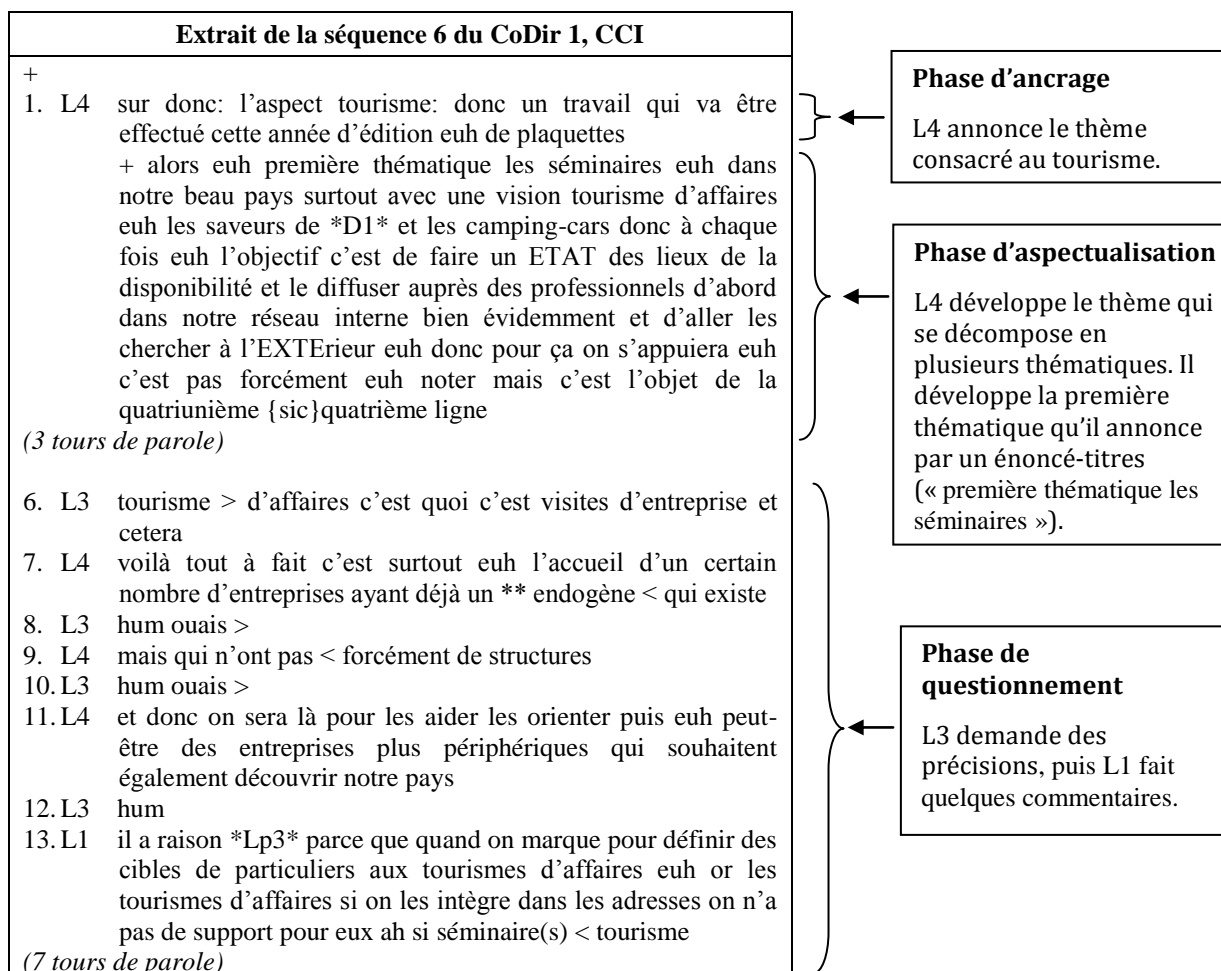 Extrait de la séquence 6 du CoDir 1, CCI
+
1. L4 sur donc: l’aspect tourisme: donc un travail qui va être
effectué cette année d’édition euh de plaquettes
+ alors euh première thématique les séminaires euh dans
notre beau pays surtout avec une vision tourisme d’affaires
euh les saveurs de *D1* et les camping-cars donc à chaque
fois euh l’objectif c’est de faire un ETAT des lieux de la
disponibilité et le diffuser auprès des professionnels d’abord
dans notre réseau interne bien évidemment et d’aller les
chercher à l’EXTErieur euh donc pour ça on s’appuiera euh
c’est pas forcément euh noter mais c’est l’objet de la
quatriunième {sic}quatrième ligne
(3 tours de parole)
6. L3 tourisme > d’affaires c’est quoi c’est visites d’entreprise et
cetera
7. L4 voilà tout à fait c’est surtout euh l’accueil d’un certain
nombre d’entreprises ayant déjà un ** endogène < qui existe
8. L3 hum ouais >
9. L4 mais qui n’ont pas < forcément de structures
10. L3 hum ouais >
11. L4 et donc on sera là pour les aider les orienter puis euh peut-
être des entreprises plus périphériques qui souhaitent
également découvrir notre pays
12. L3 hum
13. L1 il a raison *Lp3* parce que quand on marque pour définir des
cibles de particuliers aux tourismes d’affaires euh or les
tourismes d’affaires si on les intègre dans les adresses on n’a
pas de support pour eux ah si séminaire(s) < tourisme
(7 tours de parole)
Phase d’ancrage
L4 annonce le thème
consacré au tourisme.
Phase d’aspectualisation
L4 développe le thème qui
se décompose en
plusieurs thématiques. Il
développe la première
thématique qu’il annonce
par un énoncé-titres
(« première thématique les
séminaires »).
Phase de
questionnement
L3 demande des
précisions, puis L1 fait
quelques commentaires.